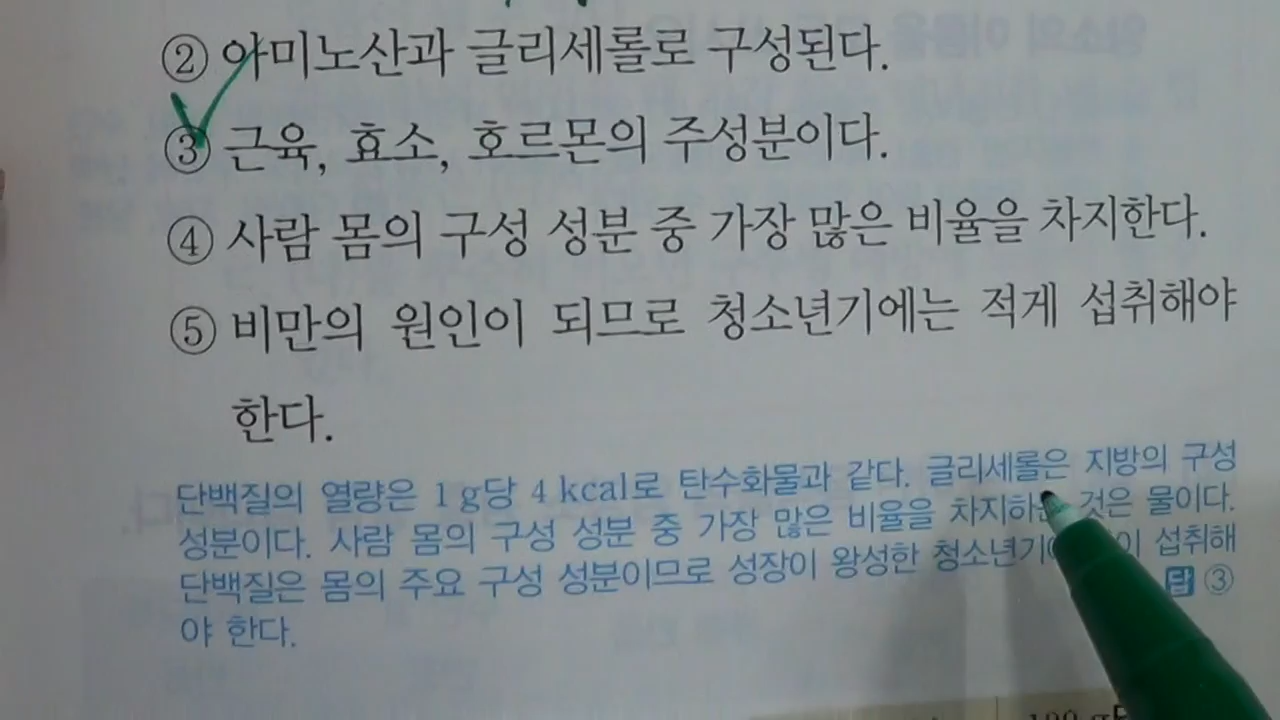 ② 아미노산과 글리세롤로 구성된다.
③ 근육, 효소, 호르몬의 주성분이다.
④ 사람 몸의 구성 성분 중 가장 많은 비율을 차지한다.
⑤ 비만의 원인이 되므로 청소년기에는 적게 섭취해야
한다.
단백질의 열량은 1g당 4 kcal로 탄수화물과 같다. 글리세롤은 지방의 구성
성분이다. 사람 몸의 구성 성분 중 가장 많은 비율을 차지하는 것은 물이다.
단백질은 몸의 주요 구성 성분이므로 성장이 왕성한 청소년기에 섭취해
야 한다.
답 ③